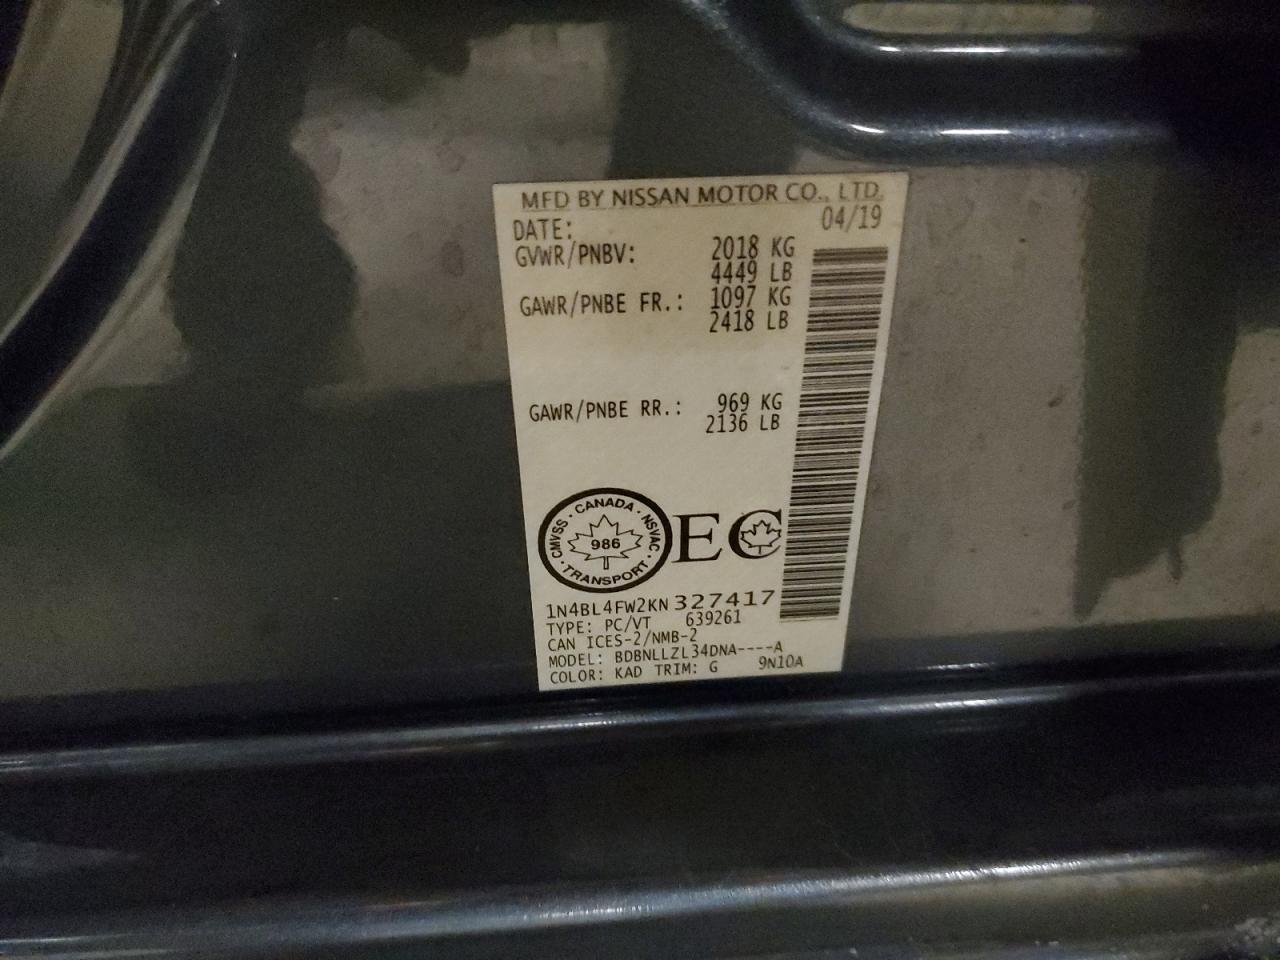 MFD BY NISSAN MOTOR CO., LTD.
DATE: 04/19
GVWR/PNBV: 2018 KG
4449 LB
GAWR/PNBE FR.: 1097 KG
2418 LB
GAWR/PNBE RR.: 969 KG
2136 LB
CMVSS · CANADA · NSVAC · TRANSPORT ·
986
EC
1N4BL4FW2KN327417
TYPE: PC/VT 639261
CAN ICES-2/NMB-2
MODEL: BDBNLLZL34DNA----A
COLOR: KAD TRIM: G 9N10A